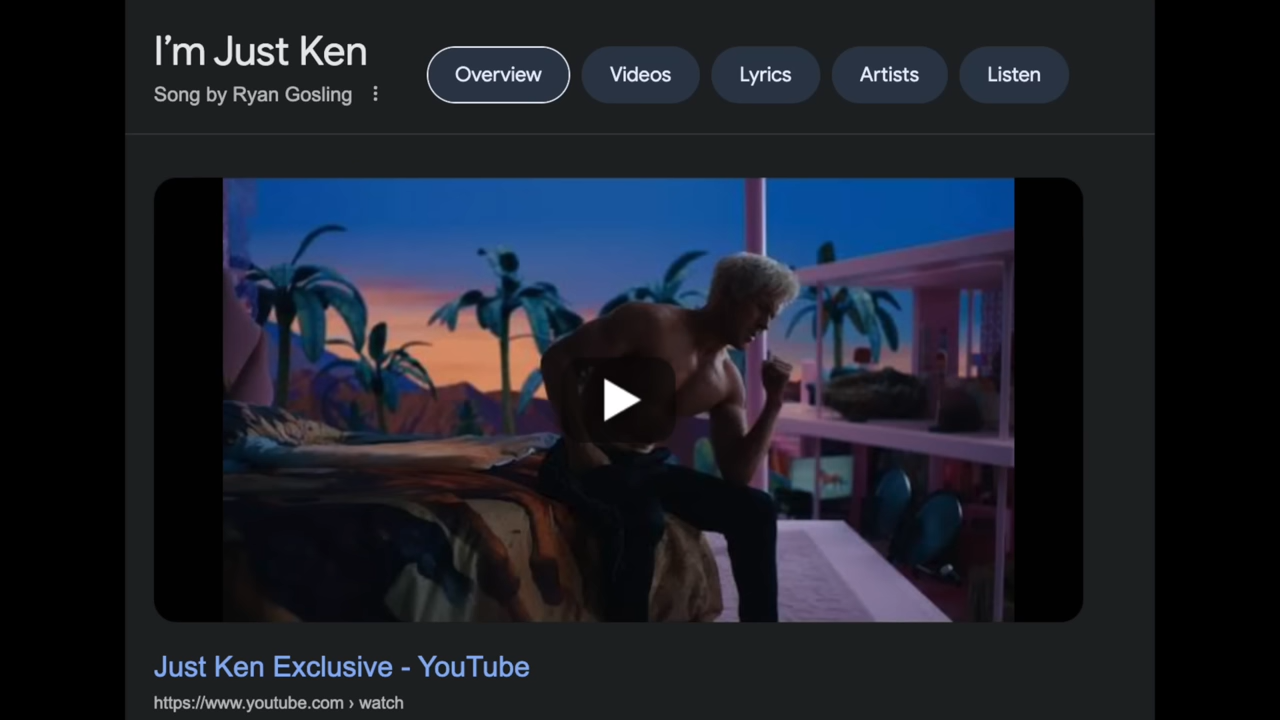 I’m Just Ken
Song by Ryan Gosling
Overview
Videos
Lyrics
Artists
Listen
Just Ken Exclusive - YouTube
https://www.youtube.com › watch